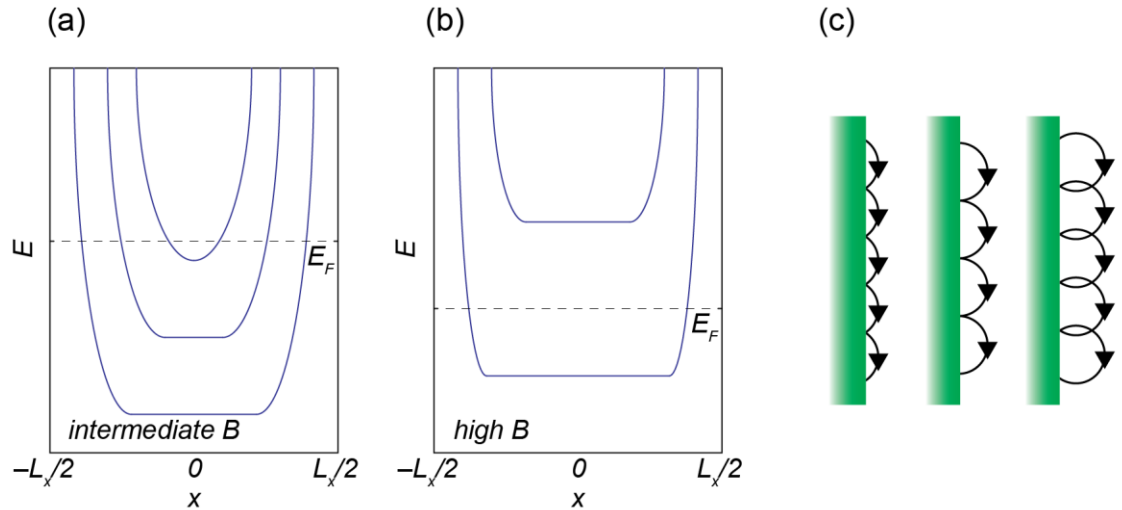 (a)
E
E_F
intermediate B
–L_x/2
0
L_x/2
x
(b)
E
E_F
high B
–L_x/2
0
L_x/2
x
(c)